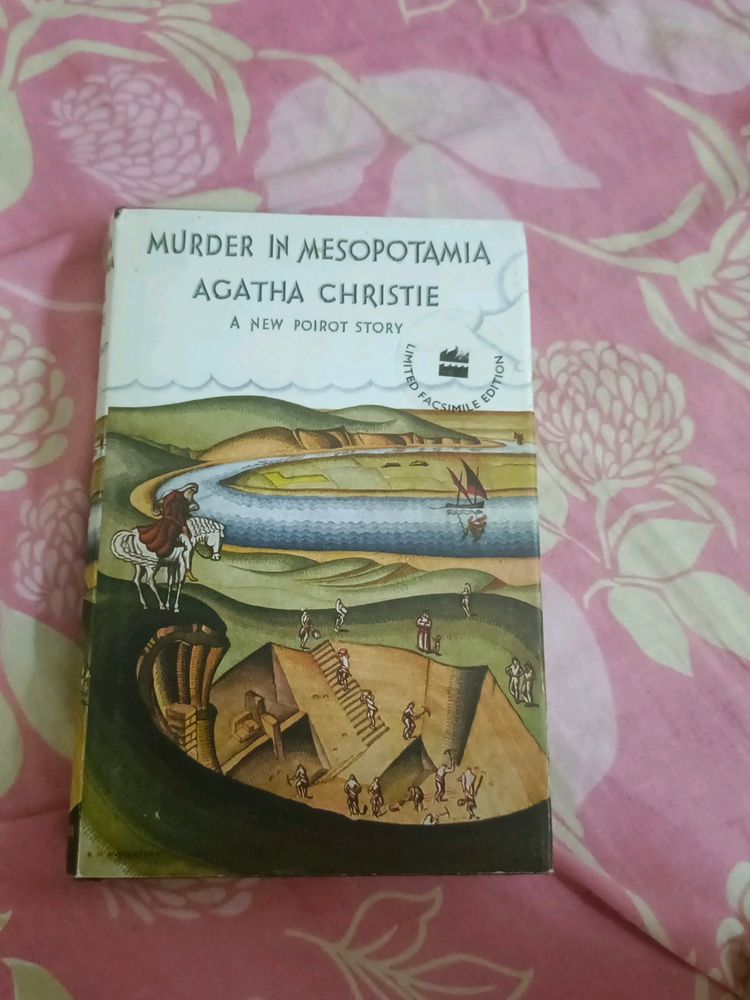 MURDER IN MESOPOTAMIA
AGATHA CHRISTIE
A NEW POIROT STORY
LIMITED FACSIMILE EDITION